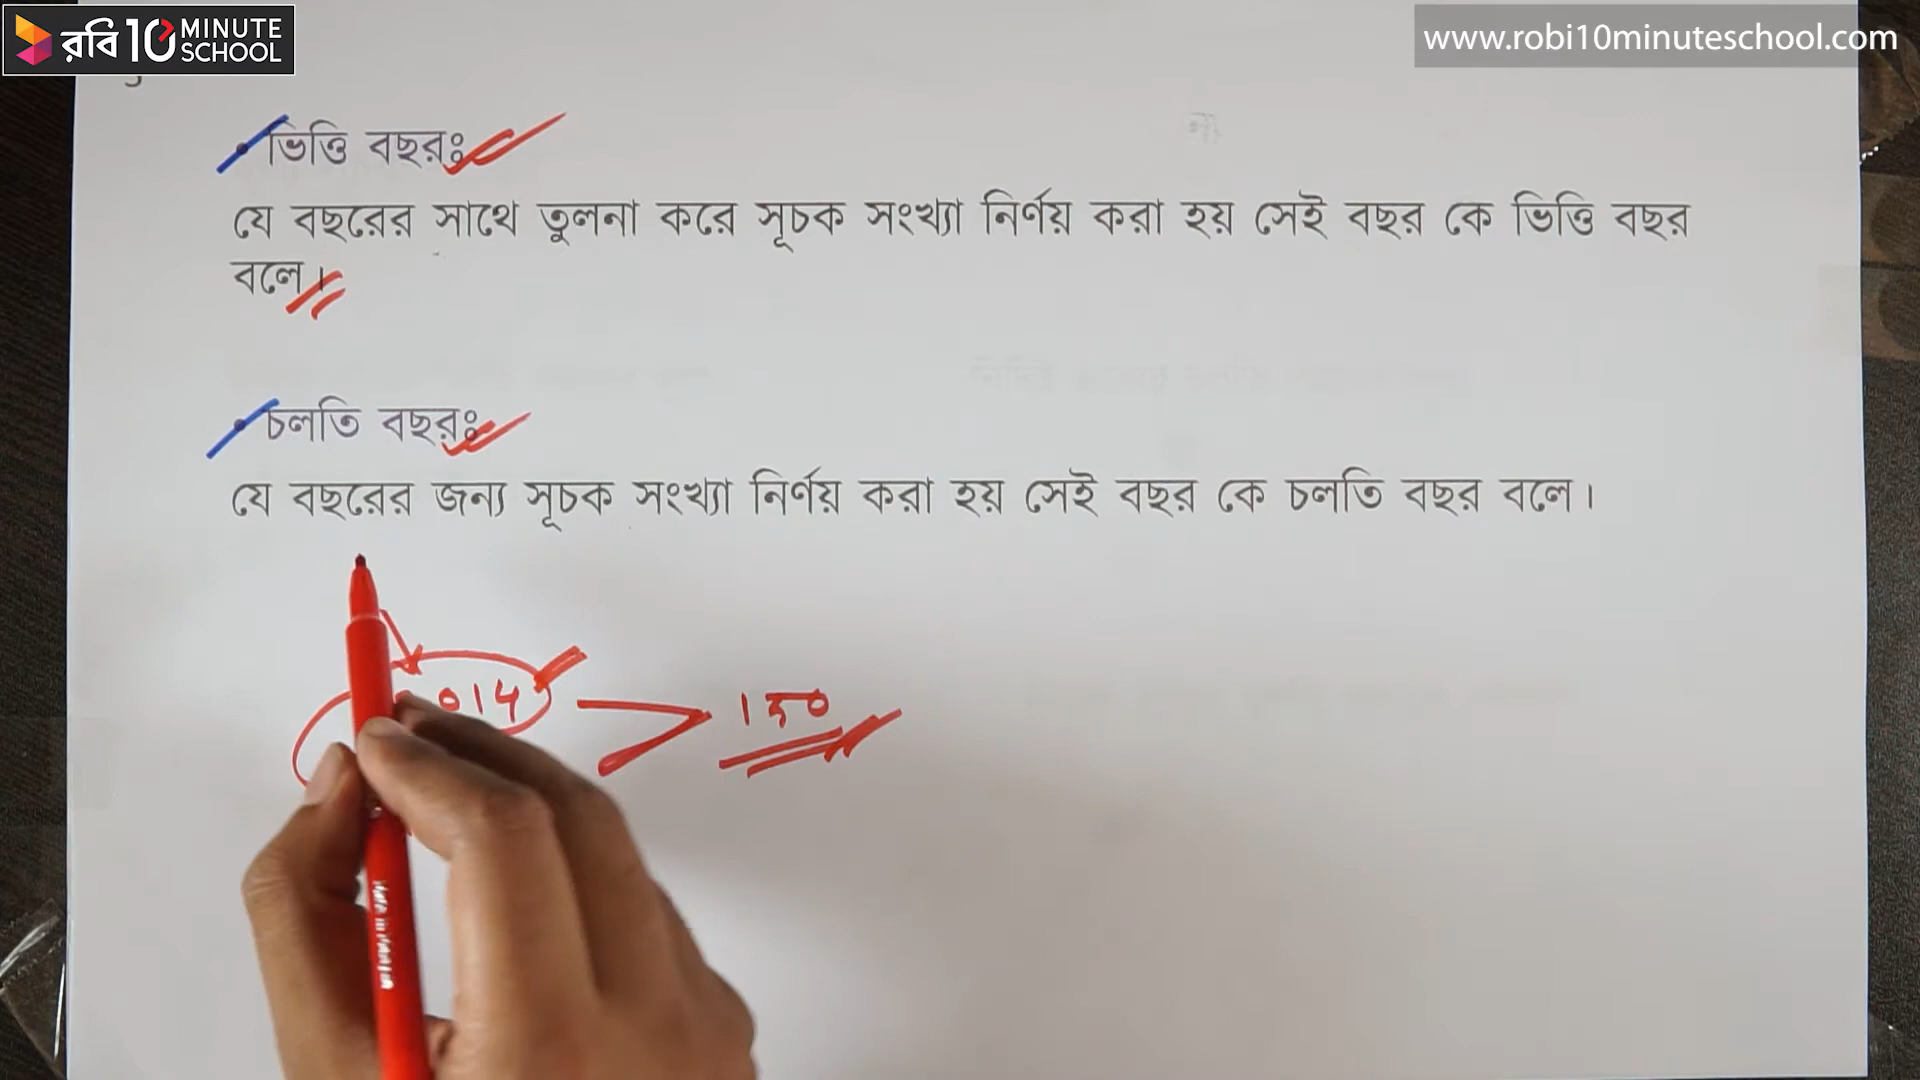 রবি 10 MINUTE SCHOOL
www.robi10minuteschool.com
• ভিত্তি বছরঃ
যে বছরের সাথে তুলনা করে সূচক সংখ্যা নির্ণয় করা হয় সেই বছর কে ভিত্তি বছর
বলে।
• চলতি বছরঃ
যে বছরের জন্য সূচক সংখ্যা নির্ণয় করা হয় সেই বছর কে চলতি বছর বলে।
150